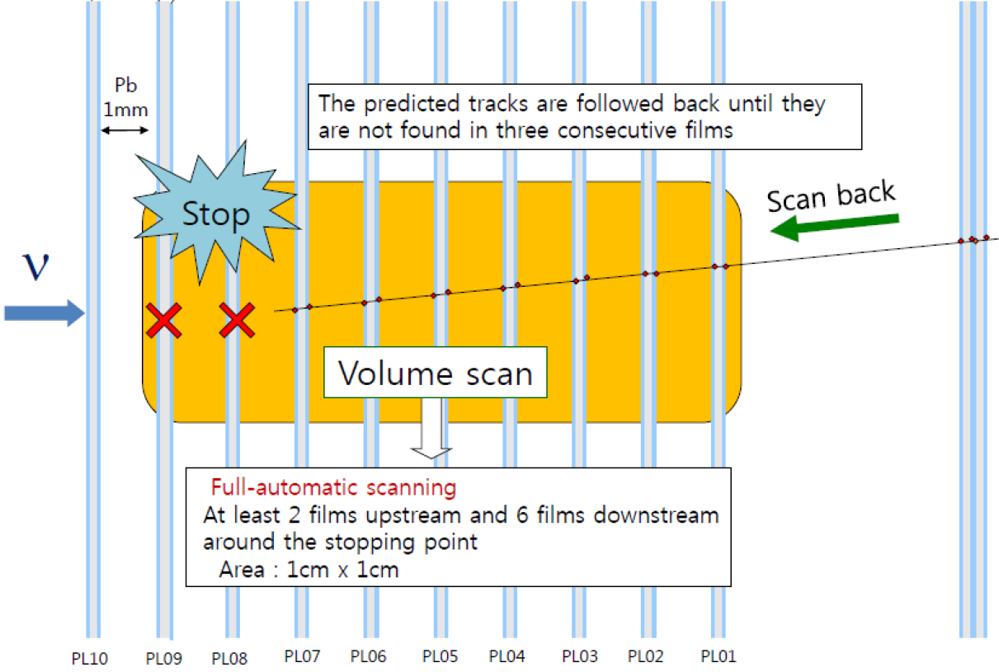 Pb
1mm
The predicted tracks are followed back until they
are not found in three consecutive films
Stop
Scan back
ν
Volume scan
Full-automatic scanning
At least 2 films upstream and 6 films downstream
around the stopping point
Area : 1cm x 1cm
PL10 PL09 PL08 PL07 PL06 PL05 PL04 PL03 PL02 PL01